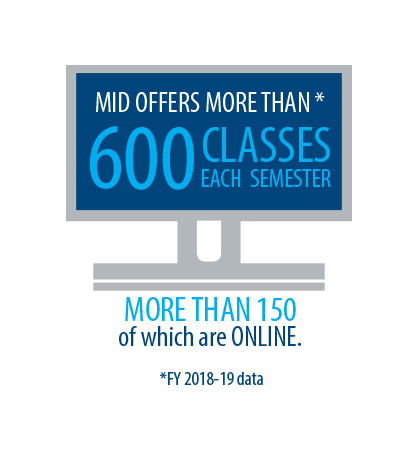 MID OFFERS MORE THAN *
600 CLASSES
EACH SEMESTER
MORE THAN 150
of which are ONLINE.
*FY 2018-19 data